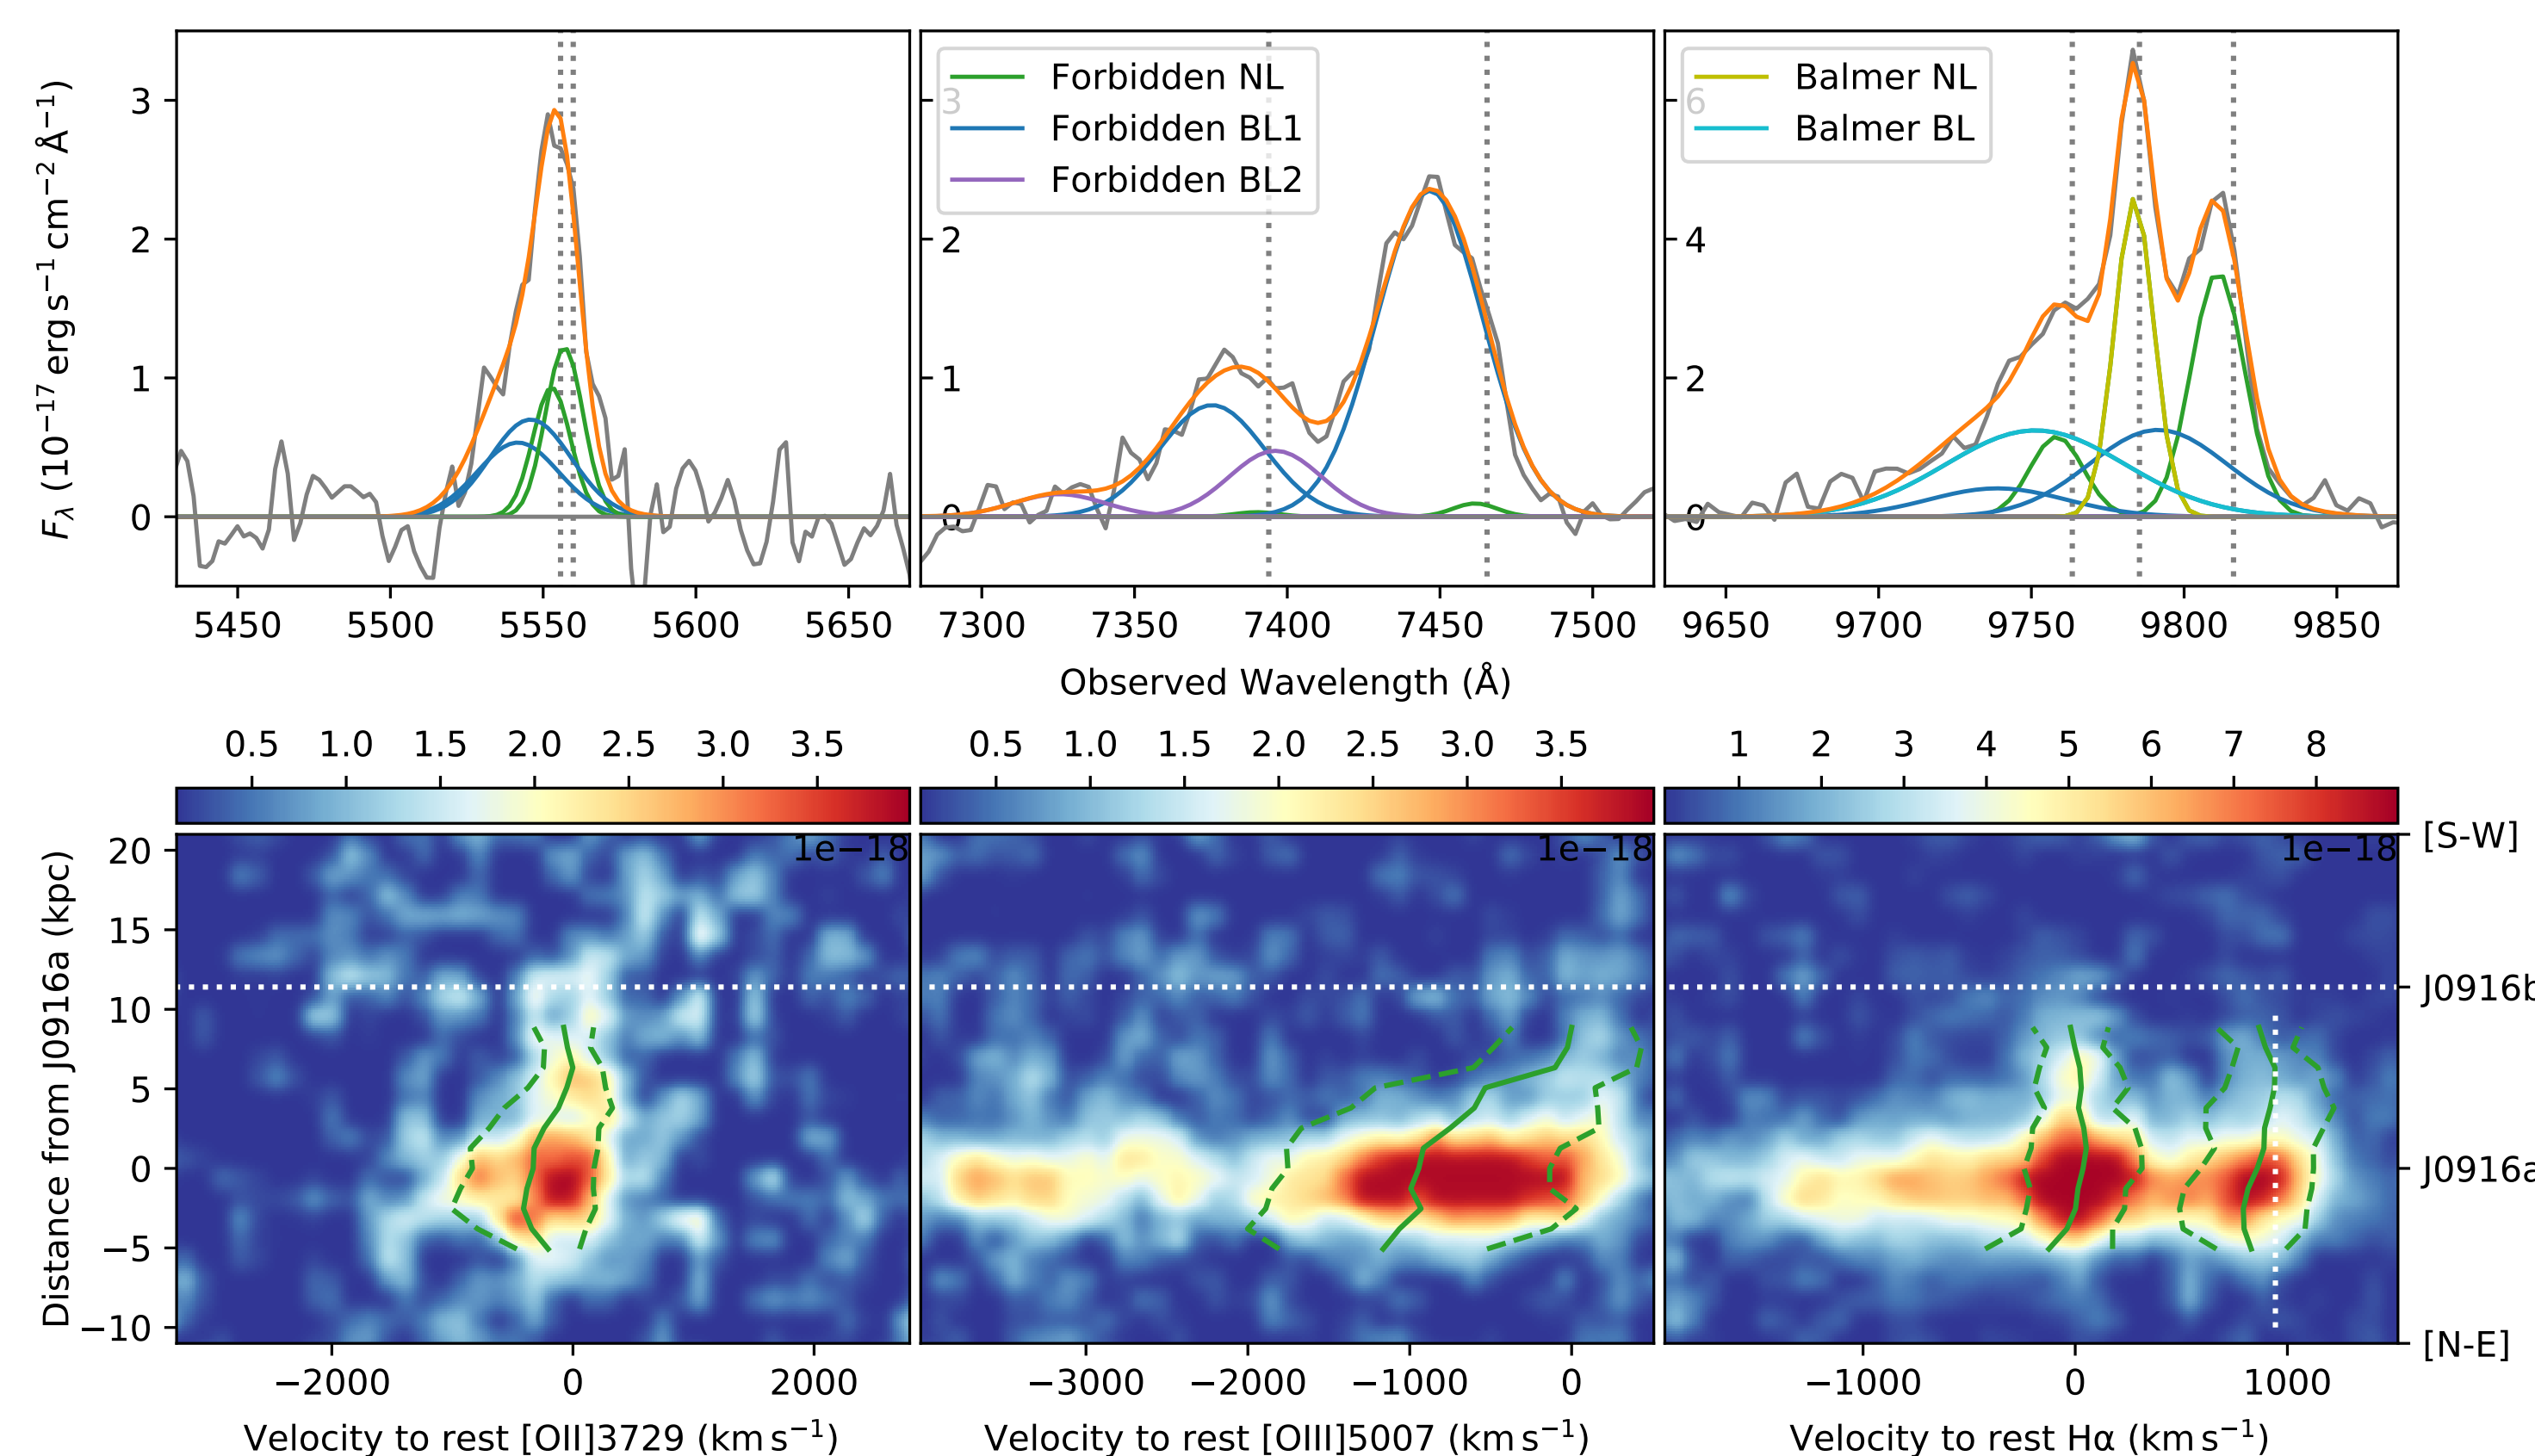 F_λ (10⁻¹⁷ erg s⁻¹ cm⁻² Å⁻¹)
3
2
1
0
5450 5500 5550 5600 5650
Forbidden NL
Forbidden BL1
Forbidden BL2
3
2
1
0
7300 7350 7400 7450 7500
Balmer NL
Balmer BL
6
4
2
0
9650 9700 9750 9800 9850
Observed Wavelength (Å)
0.5 1.0 1.5 2.0 2.5 3.0 3.5
0.5 1.0 1.5 2.0 2.5 3.0 3.5
1 2 3 4 5 6 7 8
1e−18
1e−18
1e−18
Distance from J0916a (kpc)
20
15
10
5
0
−5
−10
[S-W]
J0916b
J0916a
[N-E]
−2000 0 2000
−3000 −2000 −1000 0
−1000 0 1000
Velocity to rest [OII]3729 (km s⁻¹)
Velocity to rest [OIII]5007 (km s⁻¹)
Velocity to rest Hα (km s⁻¹)